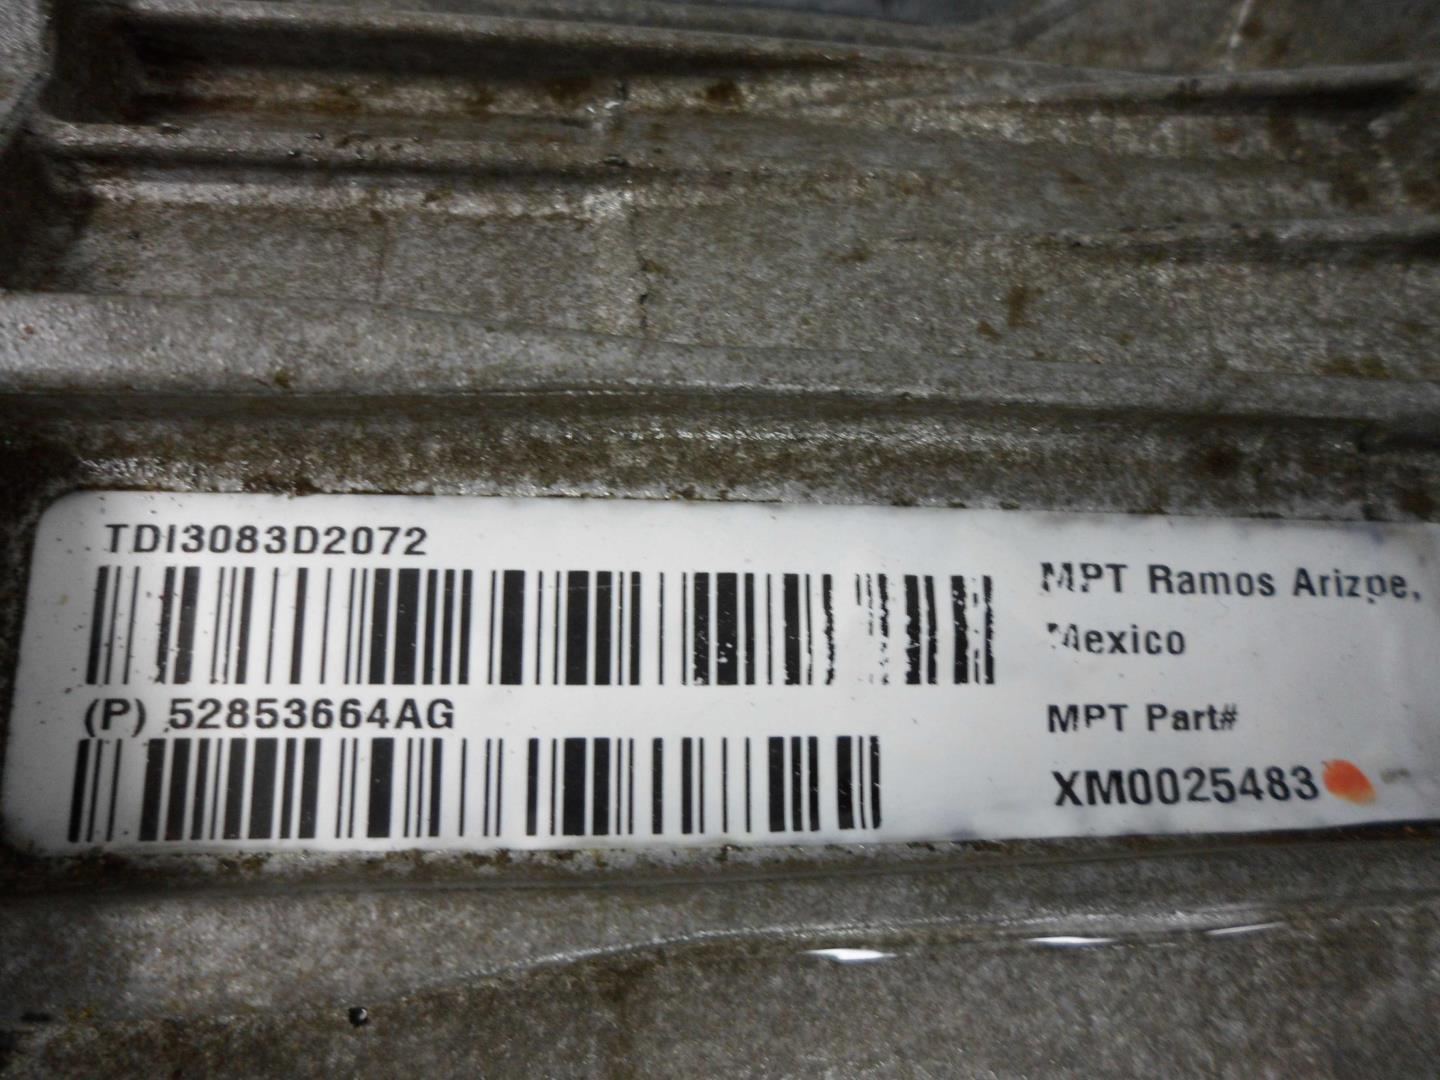 TDI3083D2072
(P) 52853664AG
MPT Ramos Arizpe,
Mexico
MPT Part#
XM0025483